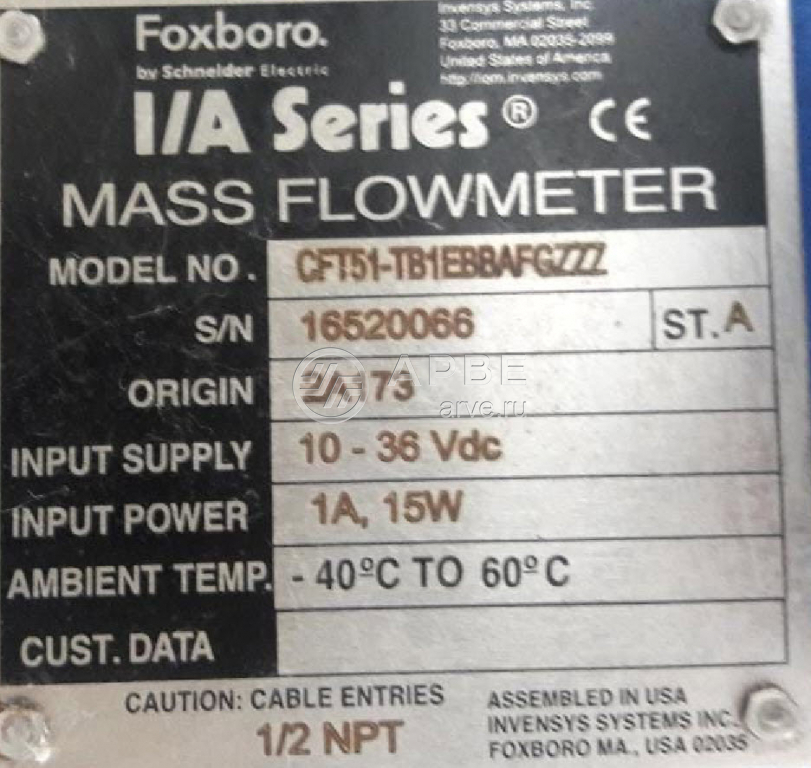 Foxboro.
by Schneider Electric
Invensys Systems, Inc.
33 Commercial Street
Foxboro, MA 02035-2099
United States of America
http://iom.invensys.com
I/A Series® CE
MASS FLOWMETER
MODEL NO. CFT51-TB1EBBAFGZZZ
S/N 16520066 ST. A
ORIGIN 73
АРВЕ
arve.ru
INPUT SUPPLY 10 - 36 Vdc
INPUT POWER 1A, 15W
AMBIENT TEMP. - 40ºC TO 60ºC
CUST. DATA
CAUTION: CABLE ENTRIES
1/2 NPT
ASSEMBLED IN USA
INVENSYS SYSTEMS INC.
FOXBORO MA., USA 02035